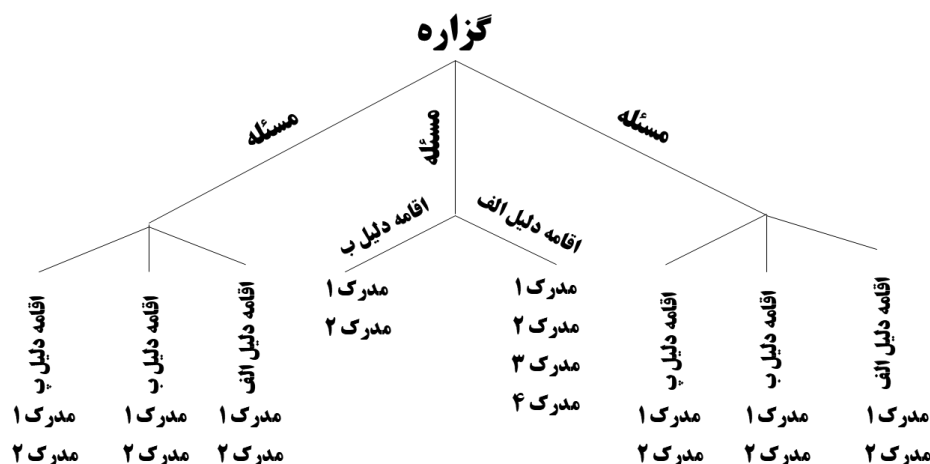 گزاره
مسئله
مسئله
مسئله
اقامه دلیل الف
اقامه دلیل ب
اقامه دلیل پ
مدرک ۱
مدرک ۱
مدرک ۱
مدرک ۲
مدرک ۲
مدرک ۲
اقامه دلیل الف
اقامه دلیل ب
مدرک ۱
مدرک ۲
مدرک ۳
مدرک ۴
مدرک ۱
مدرک ۲
اقامه دلیل الف
اقامه دلیل ب
اقامه دلیل پ
مدرک ۱
مدرک ۱
مدرک ۱
مدرک ۲
مدرک ۲
مدرک ۲